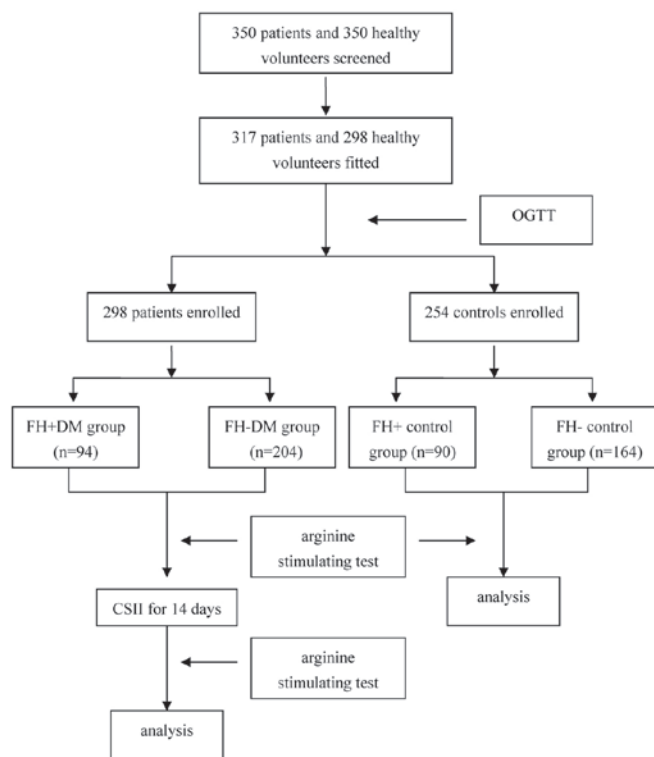 350 patients and 350 healthy
volunteers screened
317 patients and 298 healthy
volunteers fitted
OGTT
298 patients enrolled
254 controls enrolled
FH+DM group
(n=94)
FH-DM group
(n=204)
FH+ control
group (n=90)
FH- control
group (n=164)
arginine
stimulating test
CSII for 14 days
analysis
arginine
stimulating test
analysis